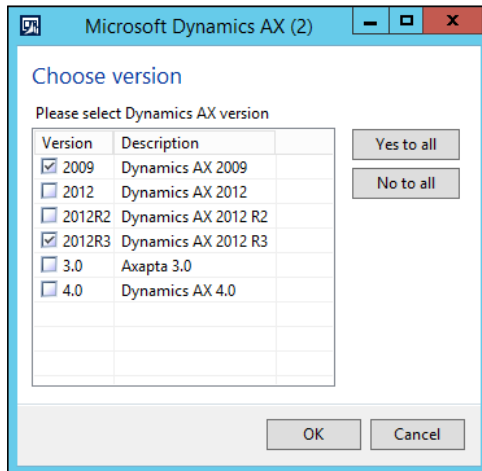 Microsoft Dynamics AX (2)
Choose version
Please select Dynamics AX version
Version Description
2009 Dynamics AX 2009
2012 Dynamics AX 2012
2012R2 Dynamics AX 2012 R2
2012R3 Dynamics AX 2012 R3
3.0 Axapta 3.0
4.0 Dynamics AX 4.0
Yes to all
No to all
OK Cancel